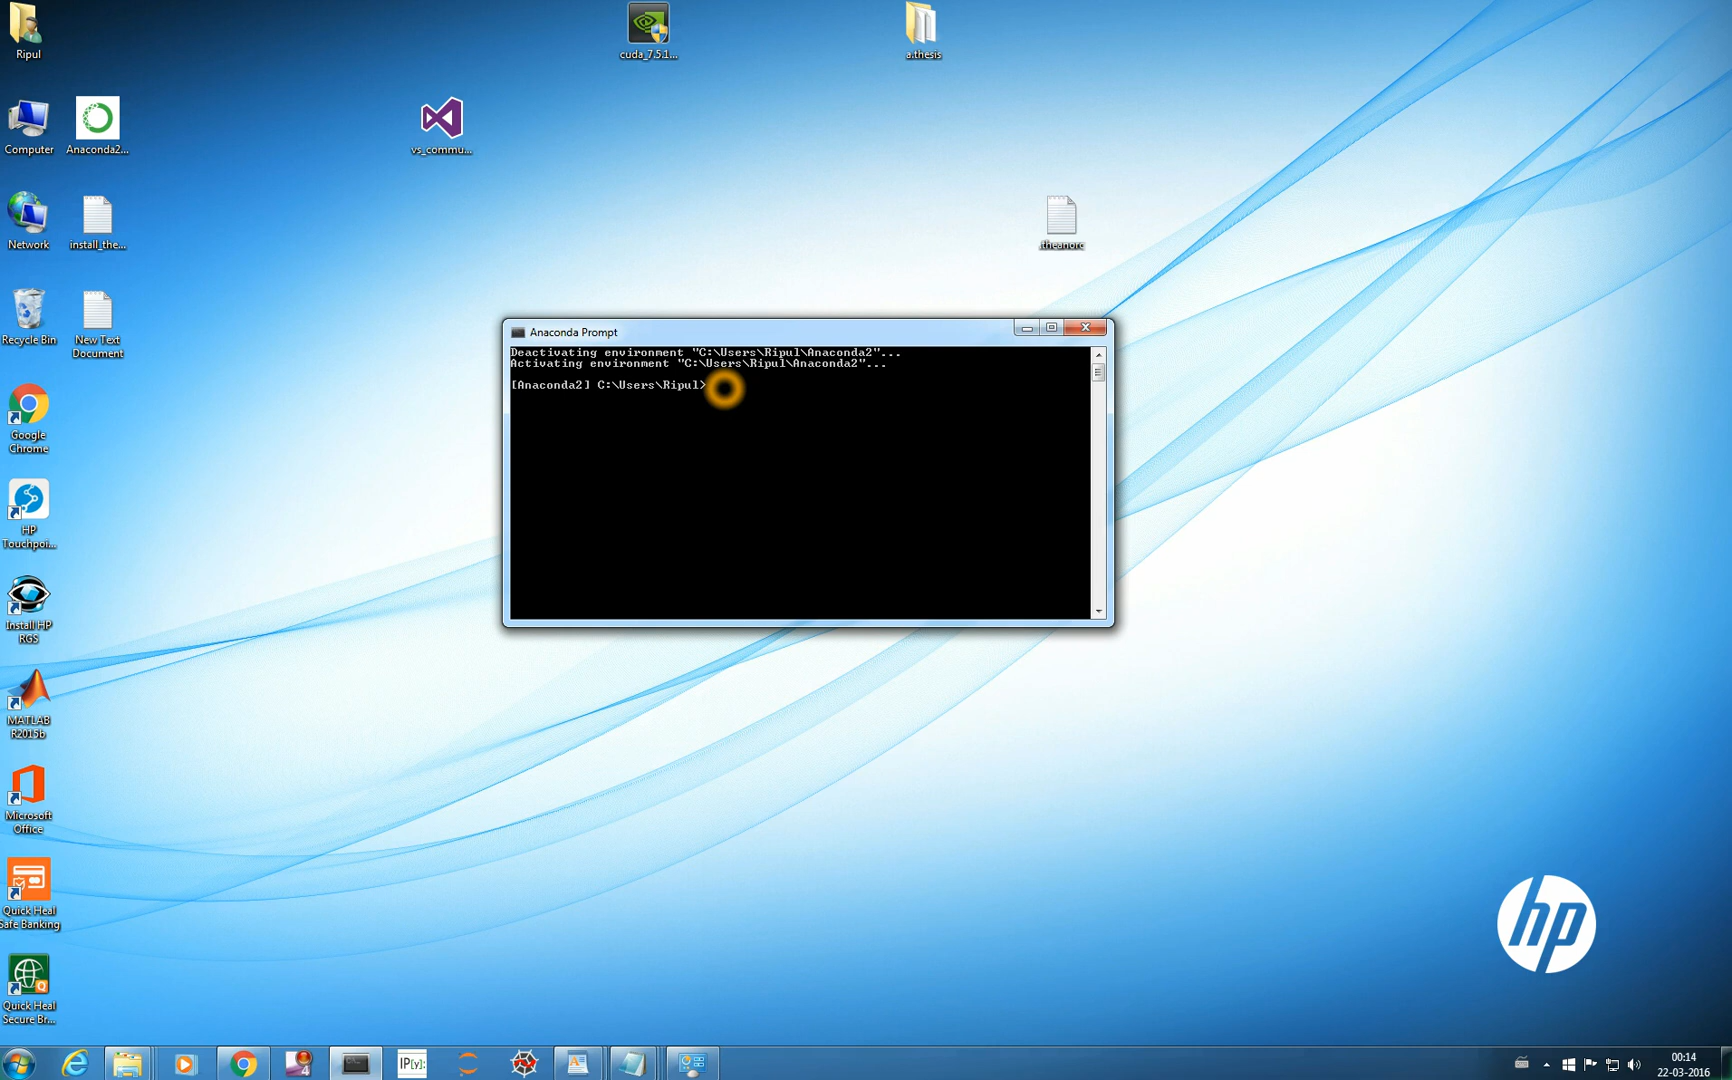 Ripul
cuda_7.5.1...
a.thesis
Computer
Anaconda2...
vs_commu...
Network
install_the...
.theanorc
Recycle Bin
New Text
Document
Anaconda Prompt
Deactivating environment "C:\Users\Ripul\Anaconda2"...
Activating environment "C:\Users\Ripul\Anaconda2"...
[Anaconda2] C:\Users\Ripul>
Google
Chrome
HP
Touchpoi...
Install HP
RGS
MATLAB
R2015b
Microsoft
Office
Quick Heal
Safe Banking
hp
Quick Heal
Secure Br...
IP[y]:
4
00:14
22-03-2016